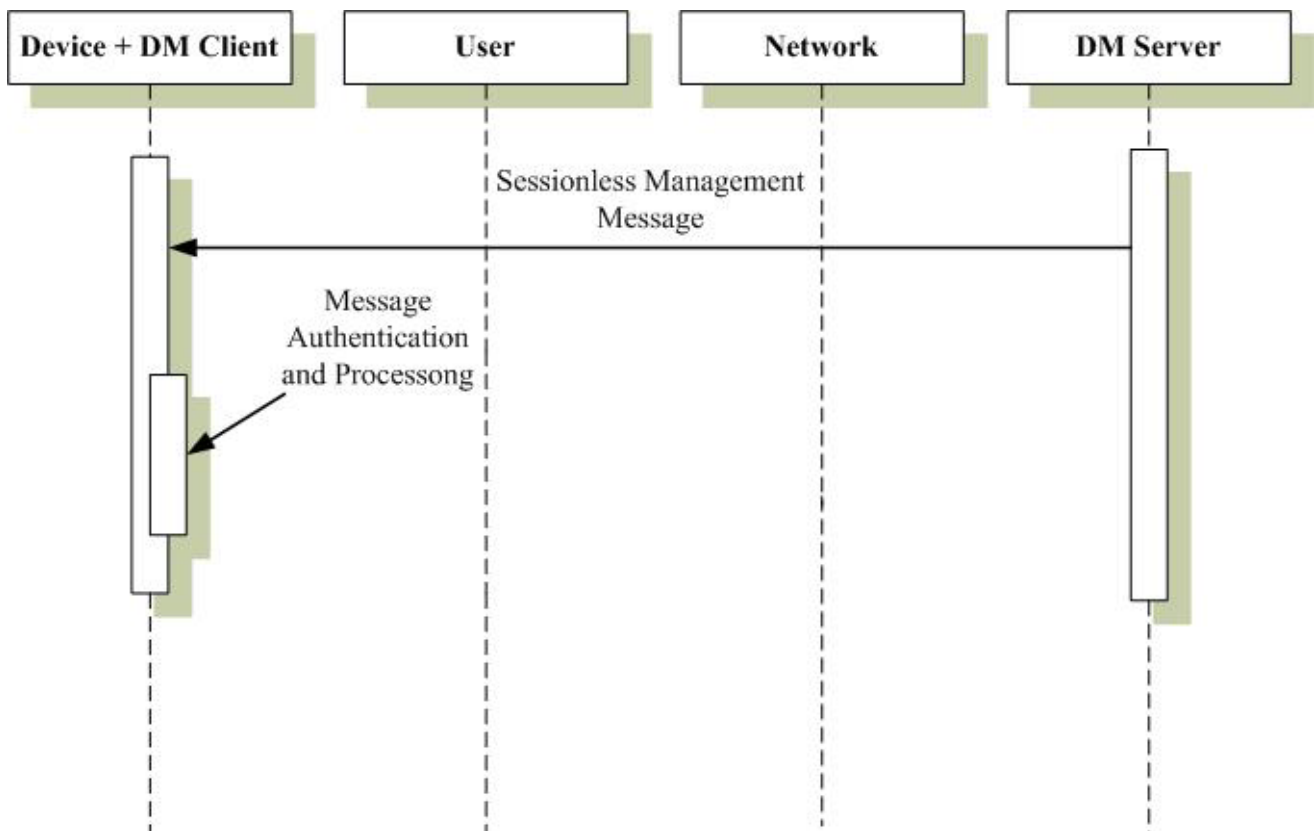 Device + DM Client
User
Network
DM Server
Sessionless Management
Message
Message
Authentication
and Processong